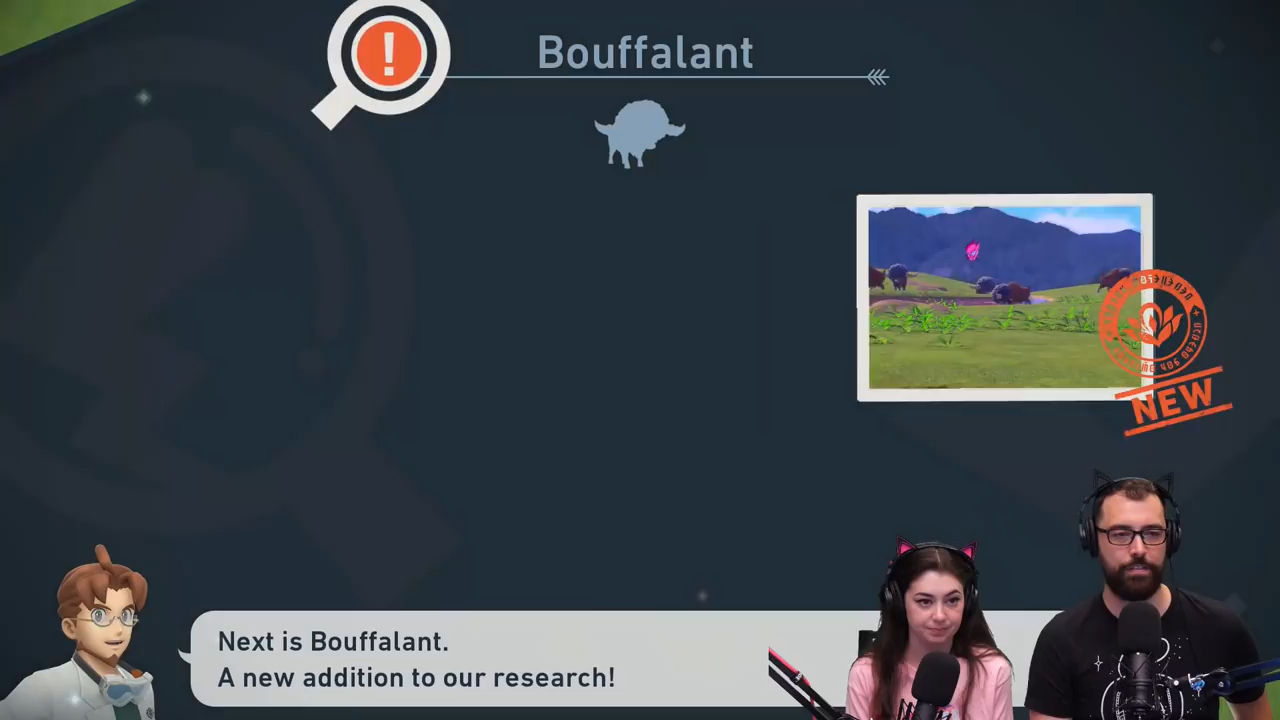 !
Bouffalant
NEW
Next is Bouffalant.
A new addition to our research!